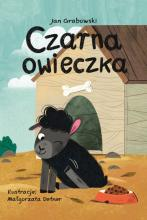 Jan Grabowski
Czarna
owieczka
Ilustracje:
Małgorzata Detner